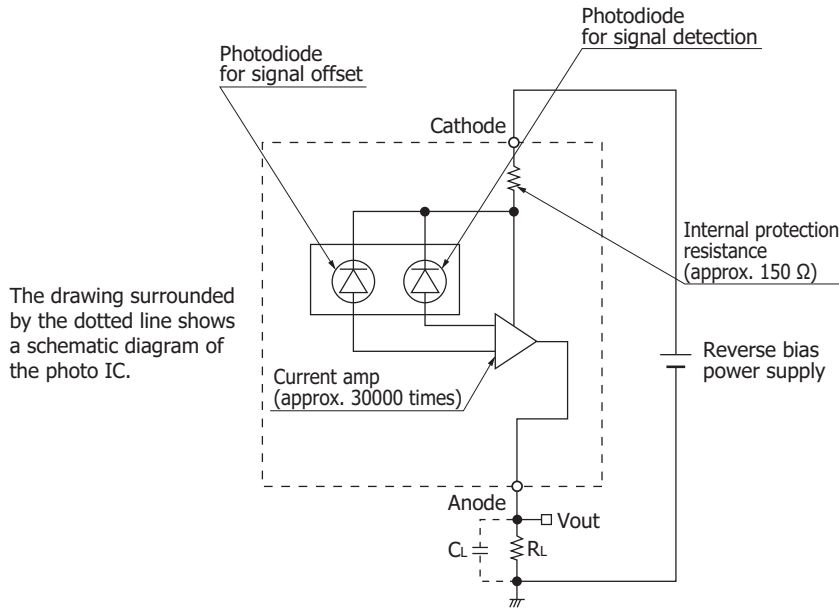 Photodiode
for signal detection
Photodiode
for signal offset
Cathode
Internal protection
resistance
(approx. 150 Ω)
The drawing surrounded
by the dotted line shows
a schematic diagram of
the photo IC.
Reverse bias
power supply
Current amp
(approx. 30000 times)
Anode
Vout
CL
RL